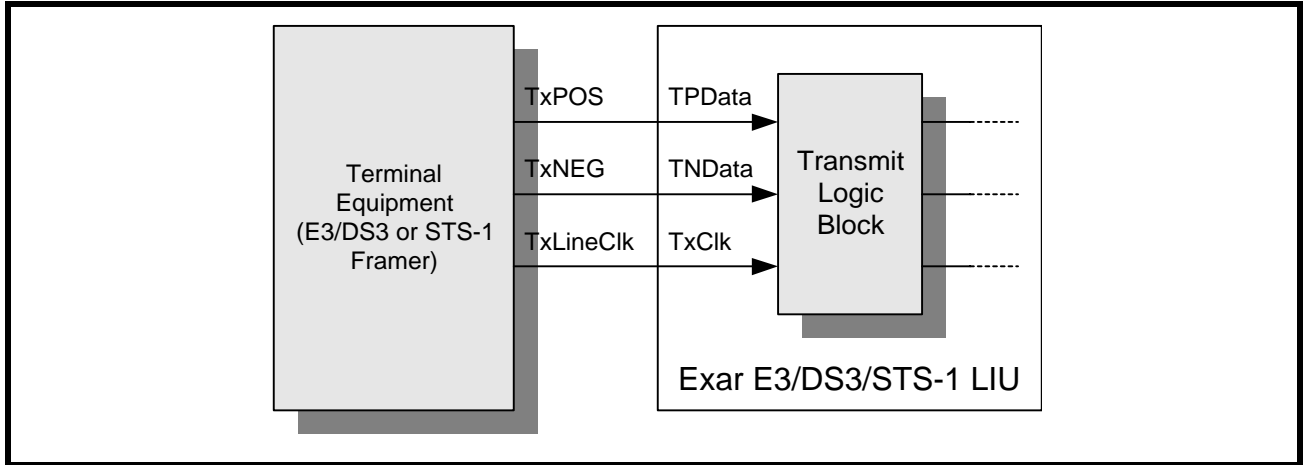 Terminal
Equipment
(E3/DS3 or STS-1
Framer)
TxPOS
TPData
TxNEG
TNData
TxLineClk
TxClk
Transmit
Logic
Block
Exar E3/DS3/STS-1 LIU